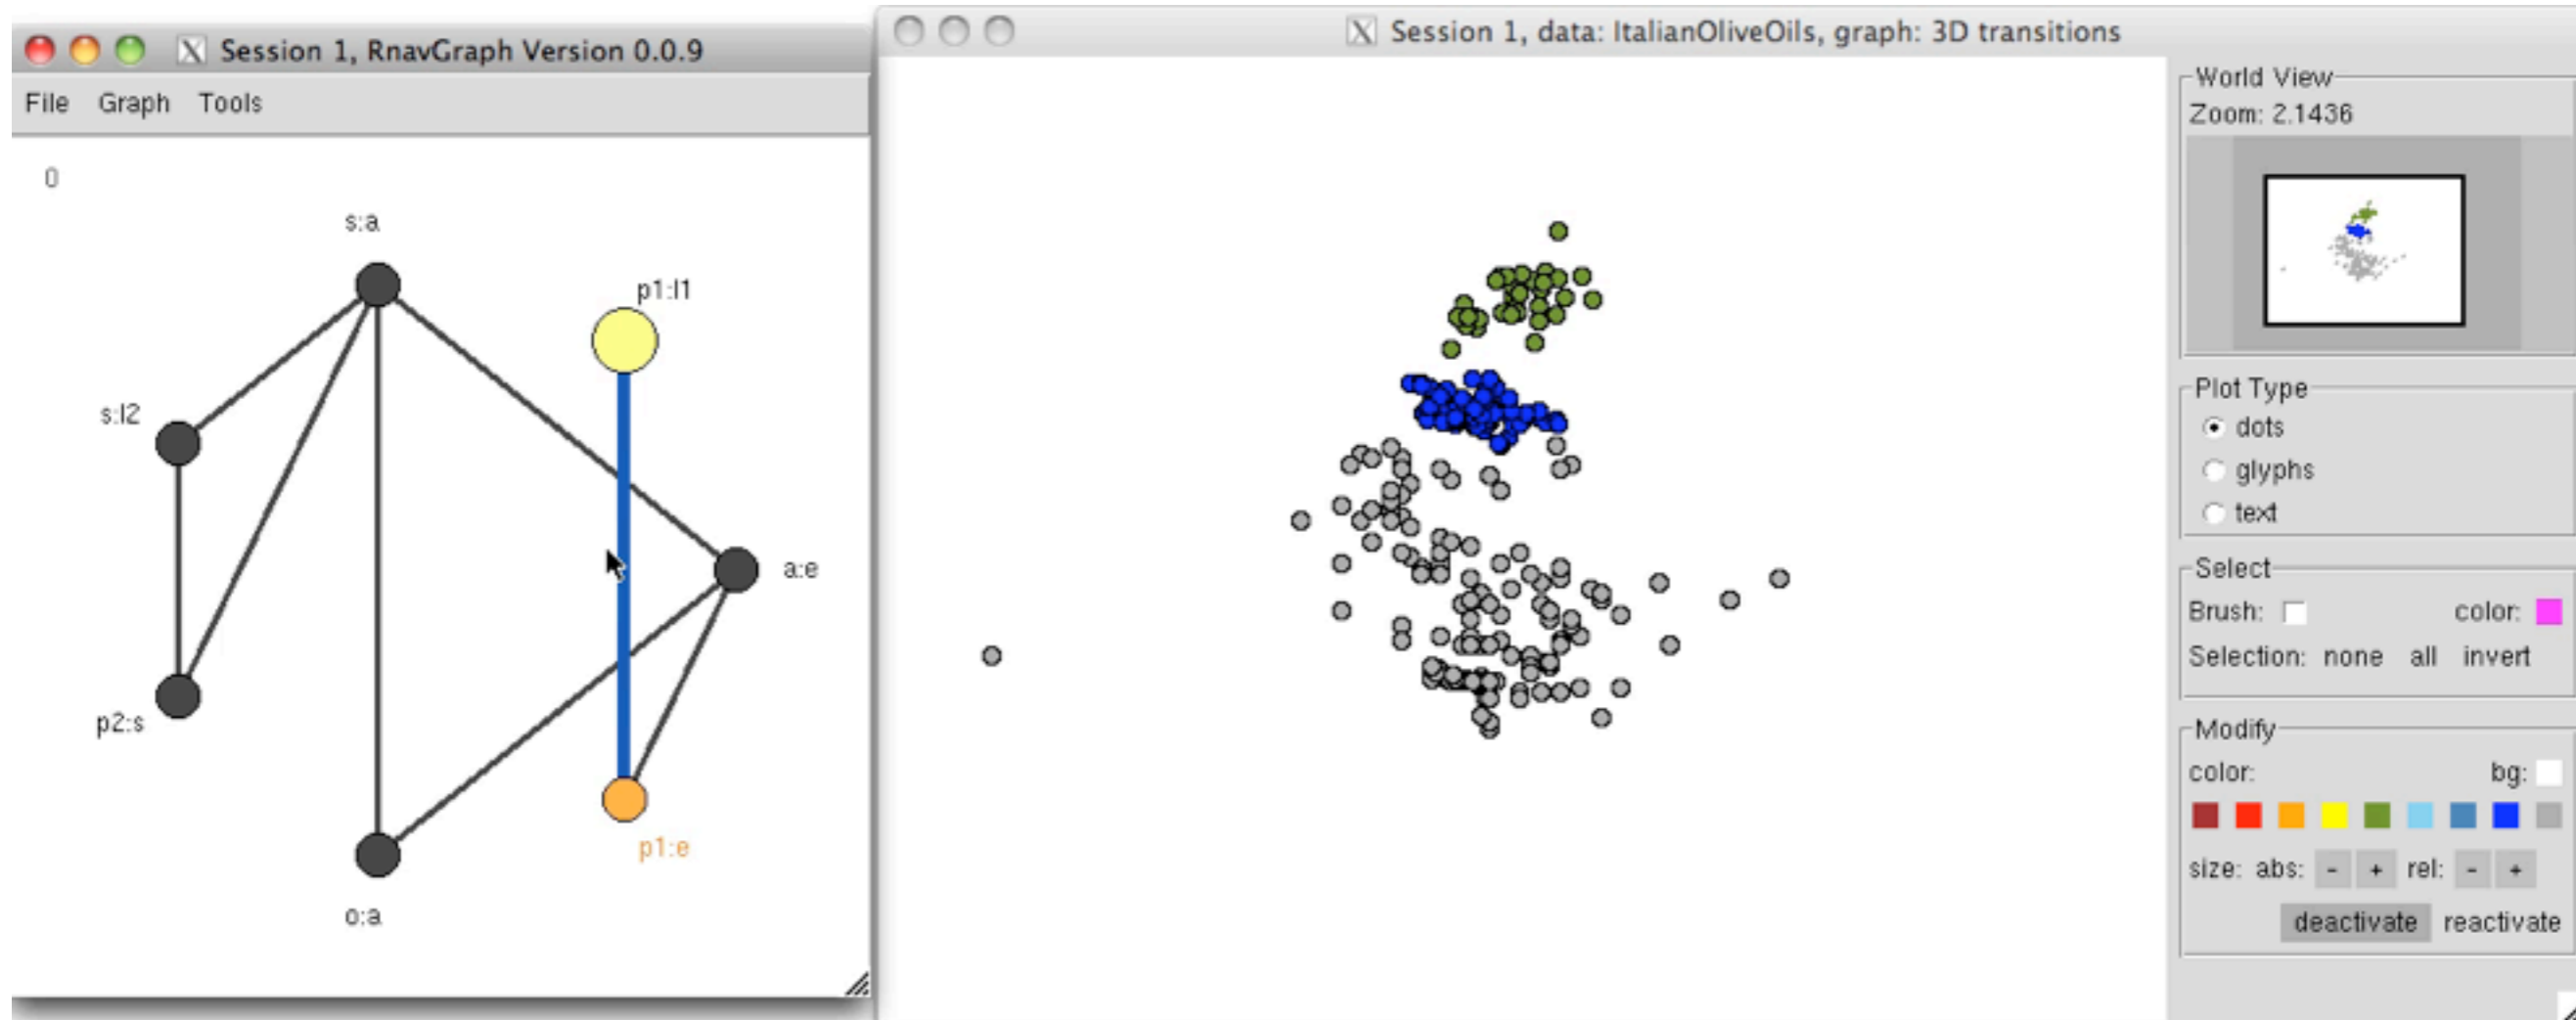 Session 1, RnavGraph Version 0.0.9
File Graph Tools
0
s:a
p1:l1
s:l2
a:e
p2:s
p1:e
o:a
Session 1, data: ItalianOliveOils, graph: 3D transitions
World View
Zoom: 2.1436
Plot Type
dots
glyphs
text
Select
Brush: color:
Selection: none all invert
Modify
color: bg:
size: abs: - + rel: - +
deactivate reactivate